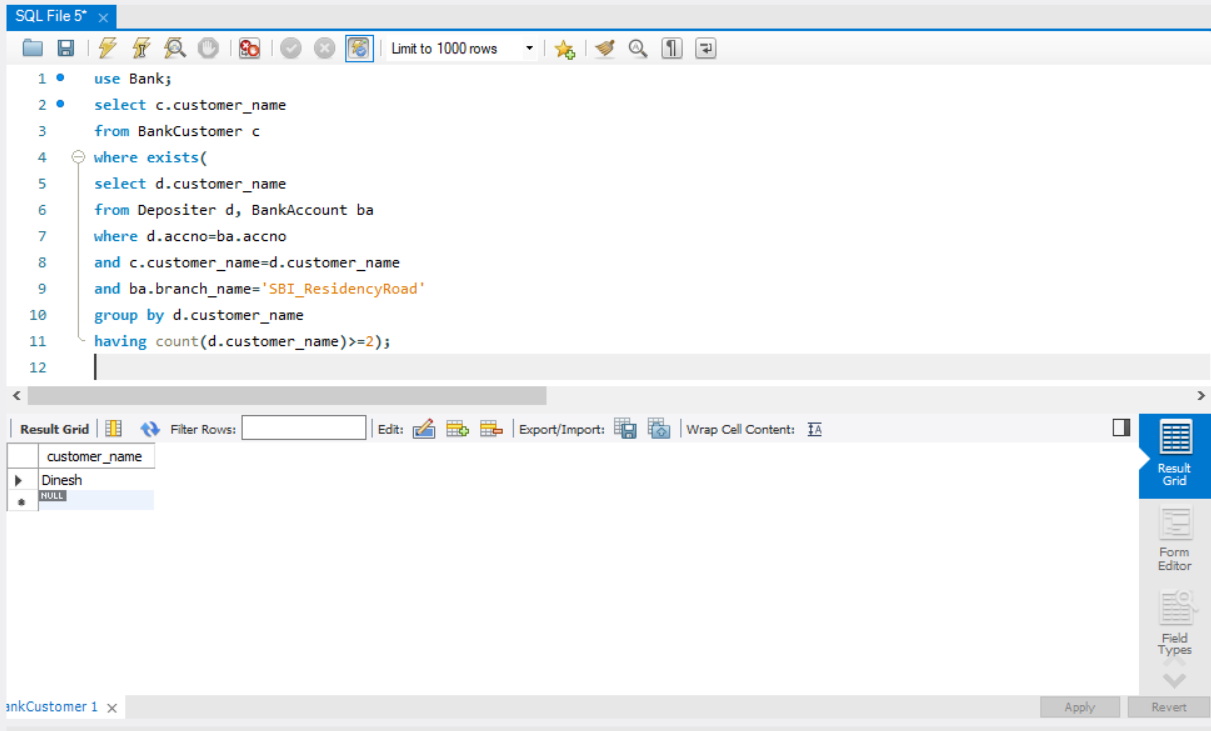 SQL File 5*
Limit to 1000 rows
1 use Bank;
2 select c.customer_name
3 from BankCustomer c
4 where exists(
5 select d.customer_name
6 from Depositer d, BankAccount ba
7 where d.accno=ba.accno
8 and c.customer_name=d.customer_name
9 and ba.branch_name='SBI_ResidencyRoad'
10 group by d.customer_name
11 having count(d.customer_name)>=2);
12
Result Grid Filter Rows: Edit: Export/Import: Wrap Cell Content:
customer_name
Dinesh
NULL
Result
Grid
Form
Editor
Field
Types
ankCustomer 1
Apply Revert